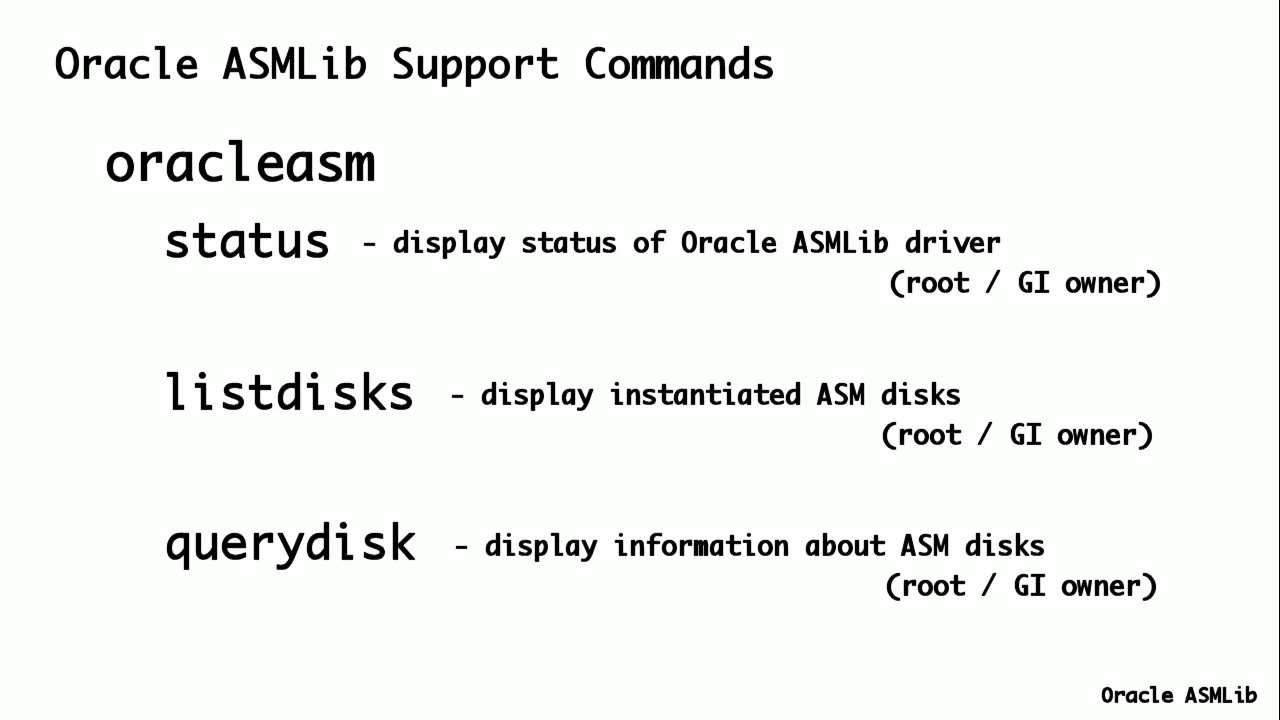 Oracle ASMLib Support Commands
oracleasm
status - display status of Oracle ASMLib driver
(root / GI owner)
listdisks - display instantiated ASM disks
(root / GI owner)
querydisk - display information about ASM disks
(root / GI owner)
Oracle ASMLib